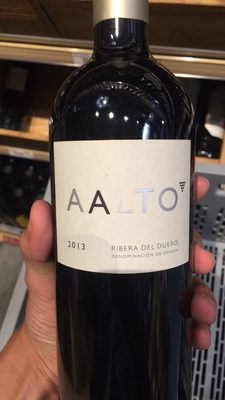 AALTO
2013 RIBERA DEL DUERO
DENOMINACIÓN DE ORIGEN